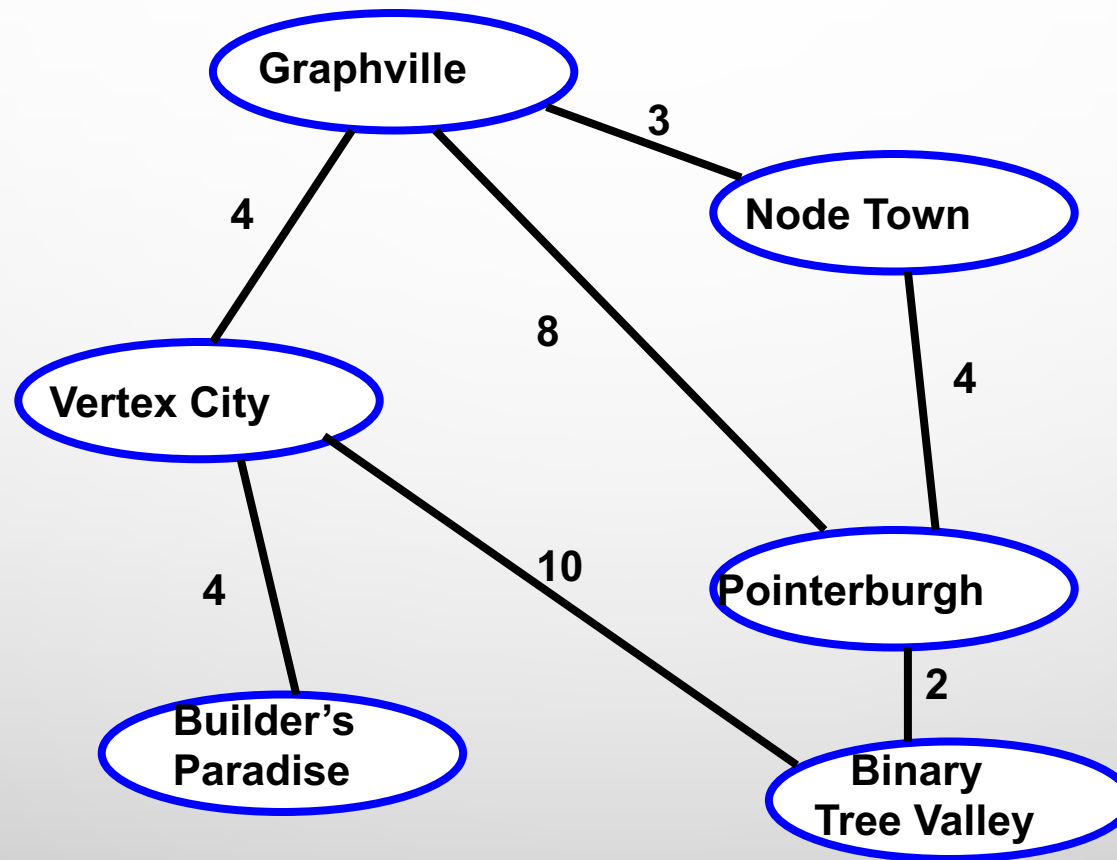 Graphville
3
Node Town
4
8
4
Vertex City
10
4
Pointerburgh
2
Builder’s
Paradise
Binary
Tree Valley